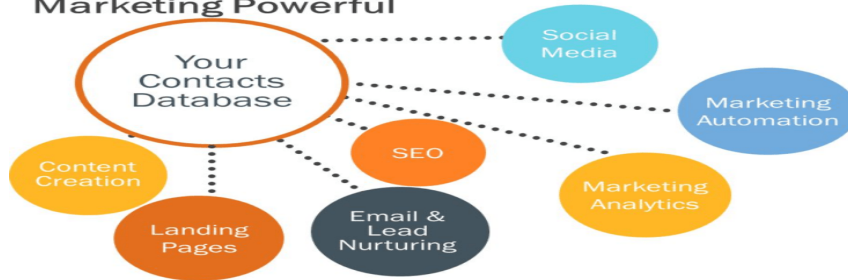 Marketing Powerful
Your
Contacts
Database
Social
Media
Marketing
Automation
SEO
Content
Creation
Marketing
Analytics
Landing
Pages
Email &
Lead
Nurturing